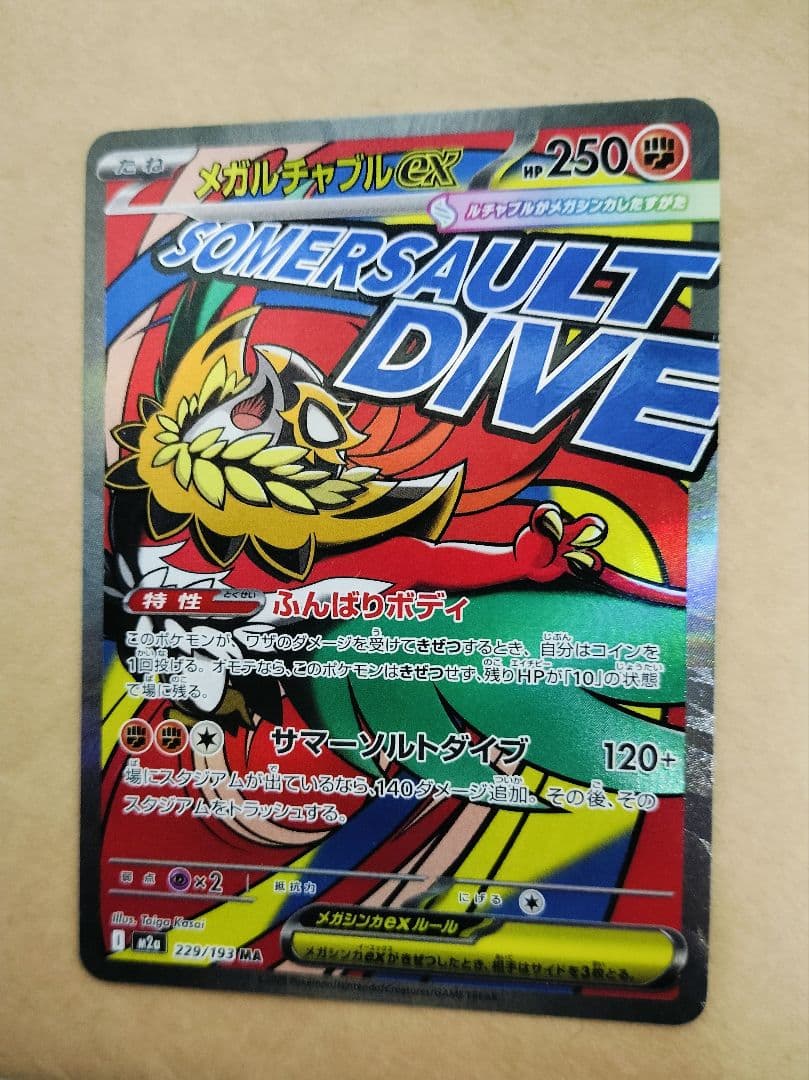 たね メガルチャブルex HP250
ルチャブルがメガシンカしたすがた
SOMERSAULT
DIVE
特性 とくせい ふんばりボディ
このポケモンが、ワザのダメージを受けてきぜつするとき、自分はコインを
1回投げる。オモテなら、このポケモンはきぜつせず、残りHPが「10」の状態
で場に残る。
サマーソルトダイブ 120+
場にスタジアムが出ているなら、140ダメージ追加。その後、その
スタジアムをトラッシュする。
弱点 ×2 抵抗力 にげる
Illus. Taiga Kasai
メガシンカexルール
I M2a 229/193 MA
メガシンカexがきぜつしたとき、相手はサイドを3枚とる。
Pokémon/Nintendo/Creatures/GAME FREAK